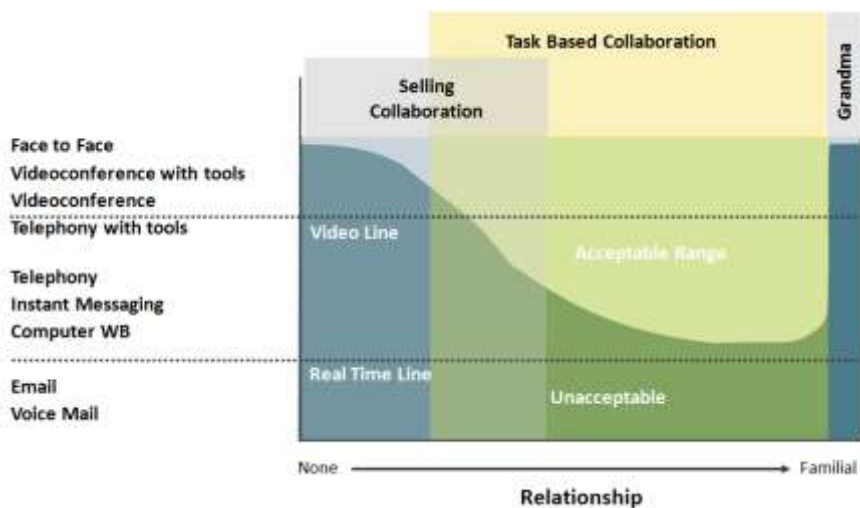 Task Based Collaboration
Grandma
Selling
Collaboration
Face to Face
Videoconference with tools
Videoconference
Telephony with tools
Video Line
Acceptable Range
Telephony
Instant Messaging
Computer WB
Real Time Line
Email
Unacceptable
Voice Mail
None
Familial
Relationship